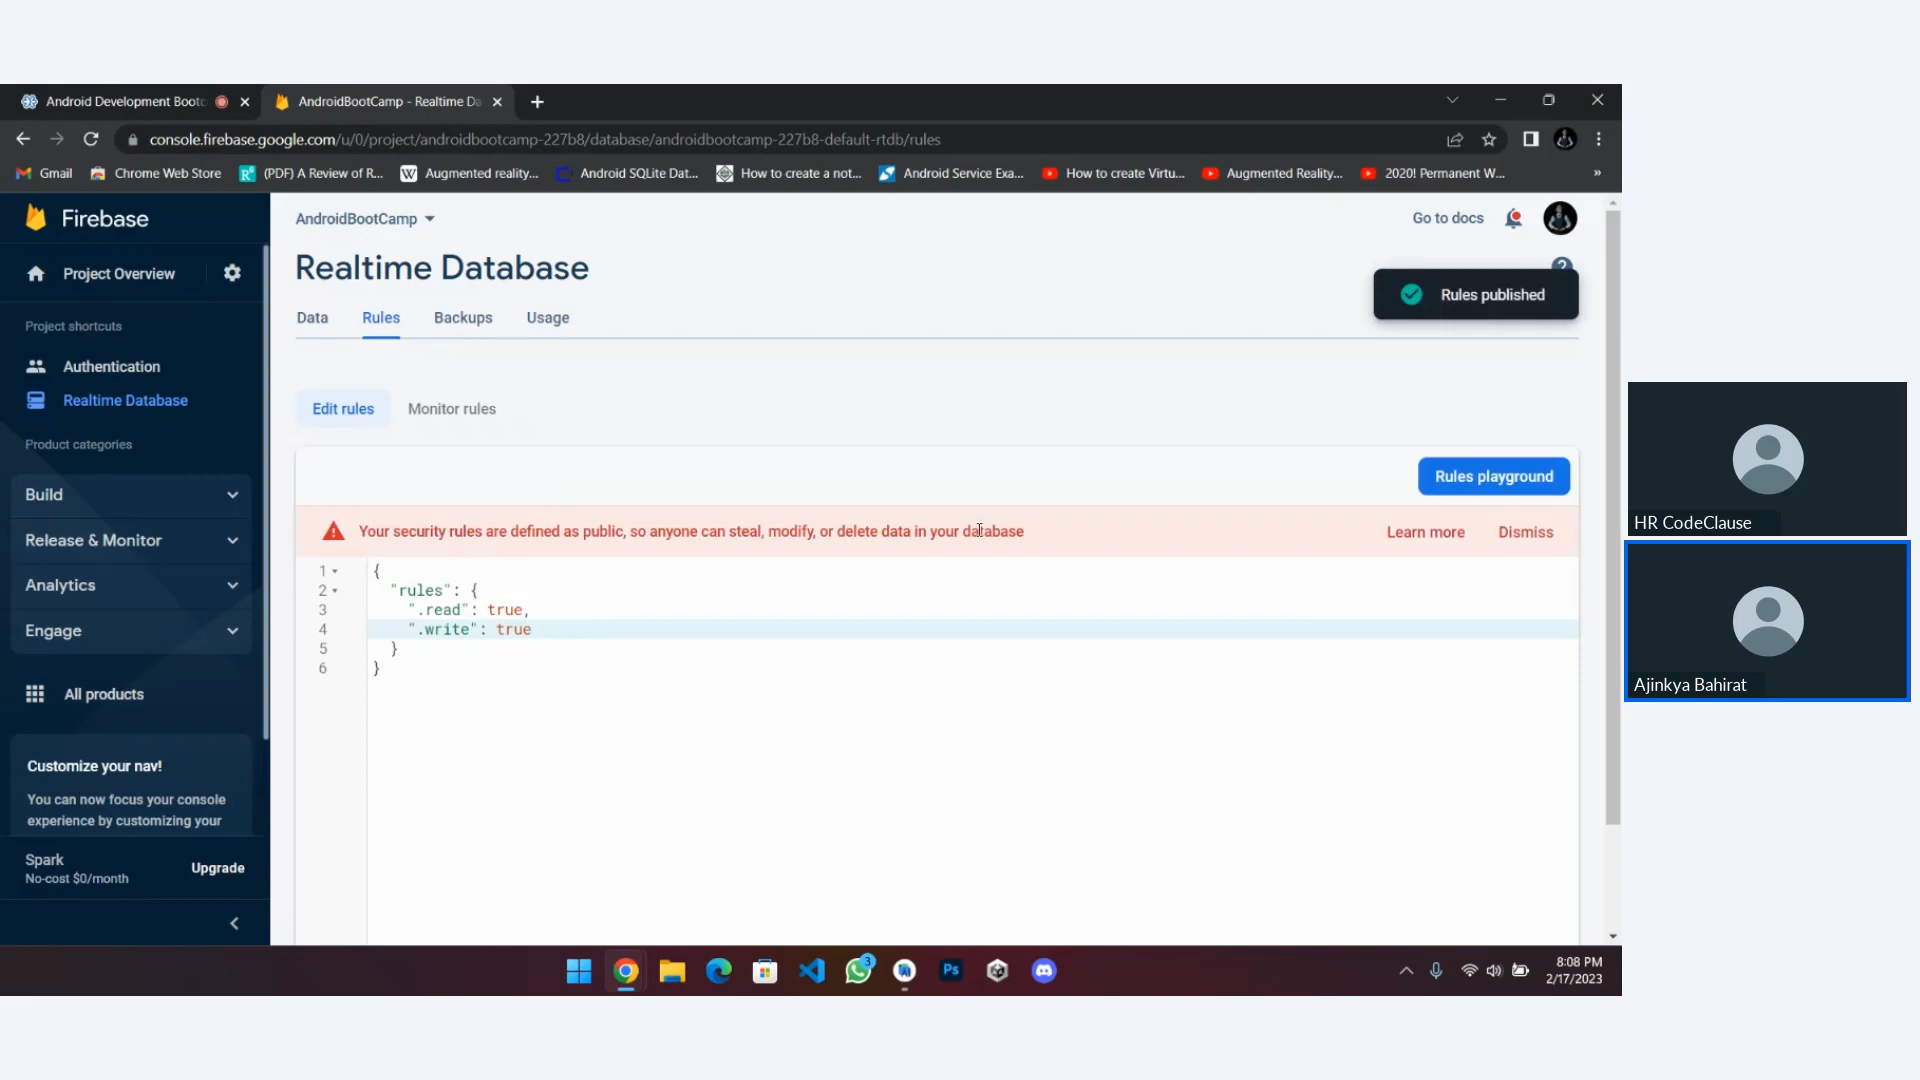 Android Development Bootc
AndroidBootCamp - Realtime Da
console.firebase.google.com/u/0/project/androidbootcamp-227b8/database/androidbootcamp-227b8-default-rtdb/rules
Gmail
Chrome Web Store
(PDF) A Review of R...
Augmented reality...
Android SQLite Dat...
How to create a not...
Android Service Exa...
How to create Virtu...
Augmented Reality...
2020! Permanent W...
»
Firebase
AndroidBootCamp
Go to docs
Project Overview
Realtime Database
Rules published
Data
Rules
Backups
Usage
Project shortcuts
Authentication
Realtime Database
Edit rules
Monitor rules
Product categories
Build
Rules playground
Release & Monitor
Your security rules are defined as public, so anyone can steal, modify, or delete data in your database
Learn more
Dismiss
Analytics
Engage
1 {
2 "rules": {
3 ".read": true,
4 ".write": true
5 }
6 }
All products
Customize your nav!
You can now focus your console
experience by customizing your
Spark
No-cost $0/month
Upgrade
HR CodeClause
Ajinkya Bahirat
3
Ps
8:08 PM
2/17/2023